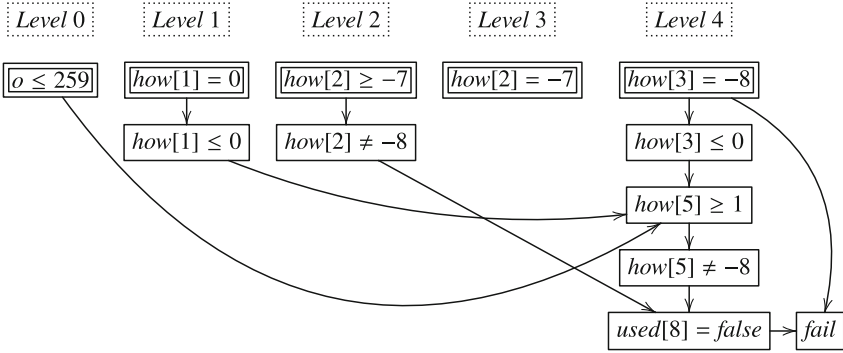 Level 0 Level 1 Level 2 Level 3 Level 4
o ≤ 259 how[1] = 0 how[2] ≥ −7 how[2] = −7 how[3] = −8
how[1] ≤ 0 how[2] ≠ −8 how[3] ≤ 0
how[5] ≥ 1
how[5] ≠ −8
used[8] = false fail